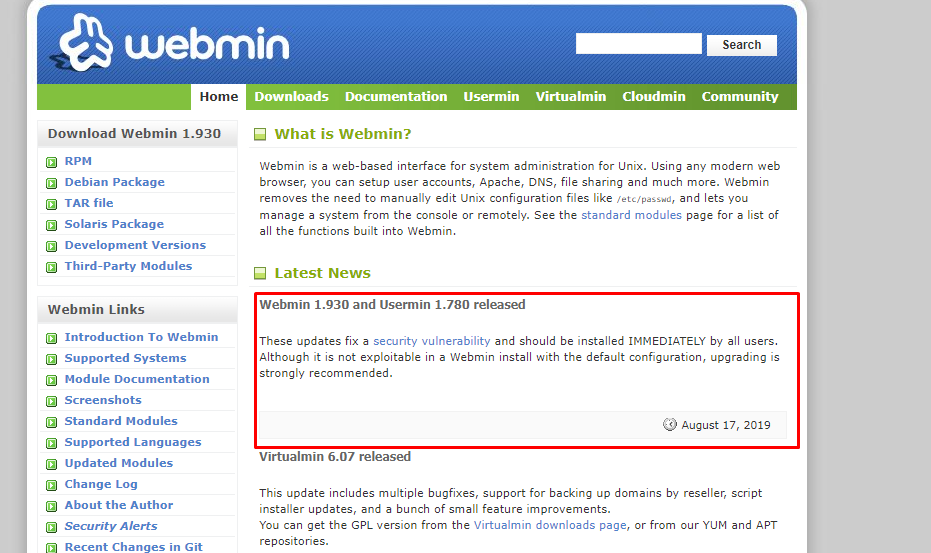 webmin
Search
Home Downloads Documentation Usermin Virtualmin Cloudmin Community
Download Webmin 1.930
RPM
Debian Package
TAR file
Solaris Package
Development Versions
Third-Party Modules
Webmin Links
Introduction To Webmin
Supported Systems
Module Documentation
Screenshots
Standard Modules
Supported Languages
Updated Modules
Change Log
About the Author
Security Alerts
Recent Changes in Git
What is Webmin?
Webmin is a web-based interface for system administration for Unix. Using any modern web
browser, you can setup user accounts, Apache, DNS, file sharing and much more. Webmin
removes the need to manually edit Unix configuration files like /etc/passwd, and lets you
manage a system from the console or remotely. See the standard modules page for a list of
all the functions built into Webmin.
Latest News
Webmin 1.930 and Usermin 1.780 released
These updates fix a security vulnerability and should be installed IMMEDIATELY by all users.
Although it is not exploitable in a Webmin install with the default configuration, upgrading is
strongly recommended.
August 17, 2019
Virtualmin 6.07 released
This update includes multiple bugfixes, support for backing up domains by reseller, script
installer updates, and a bunch of small feature improvements.
You can get the GPL version from the Virtualmin downloads page, or from our YUM and APT
repositories.